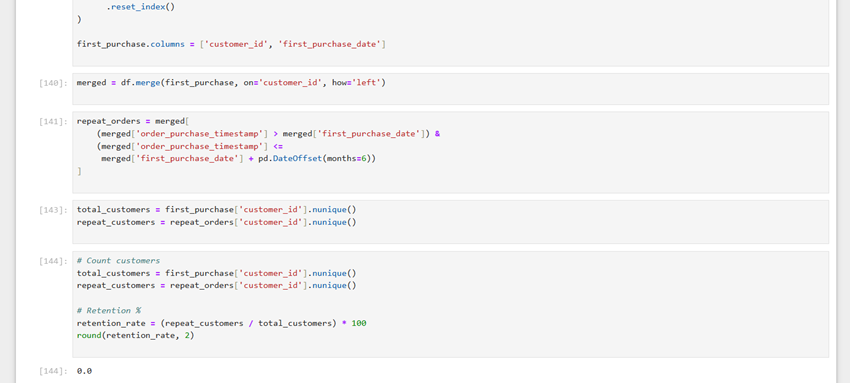 .reset_index()
)
first_purchase.columns = ['customer_id', 'first_purchase_date']
[140]: merged = df.merge(first_purchase, on='customer_id', how='left')
[141]: repeat_orders = merged[
(merged['order_purchase_timestamp'] > merged['first_purchase_date']) &
(merged['order_purchase_timestamp'] <=
merged['first_purchase_date'] + pd.DateOffset(months=6))
]
[143]: total_customers = first_purchase['customer_id'].nunique()
repeat_customers = repeat_orders['customer_id'].nunique()
[144]: # Count customers
total_customers = first_purchase['customer_id'].nunique()
repeat_customers = repeat_orders['customer_id'].nunique()
# Retention %
retention_rate = (repeat_customers / total_customers) * 100
round(retention_rate, 2)
[144]: 0.0